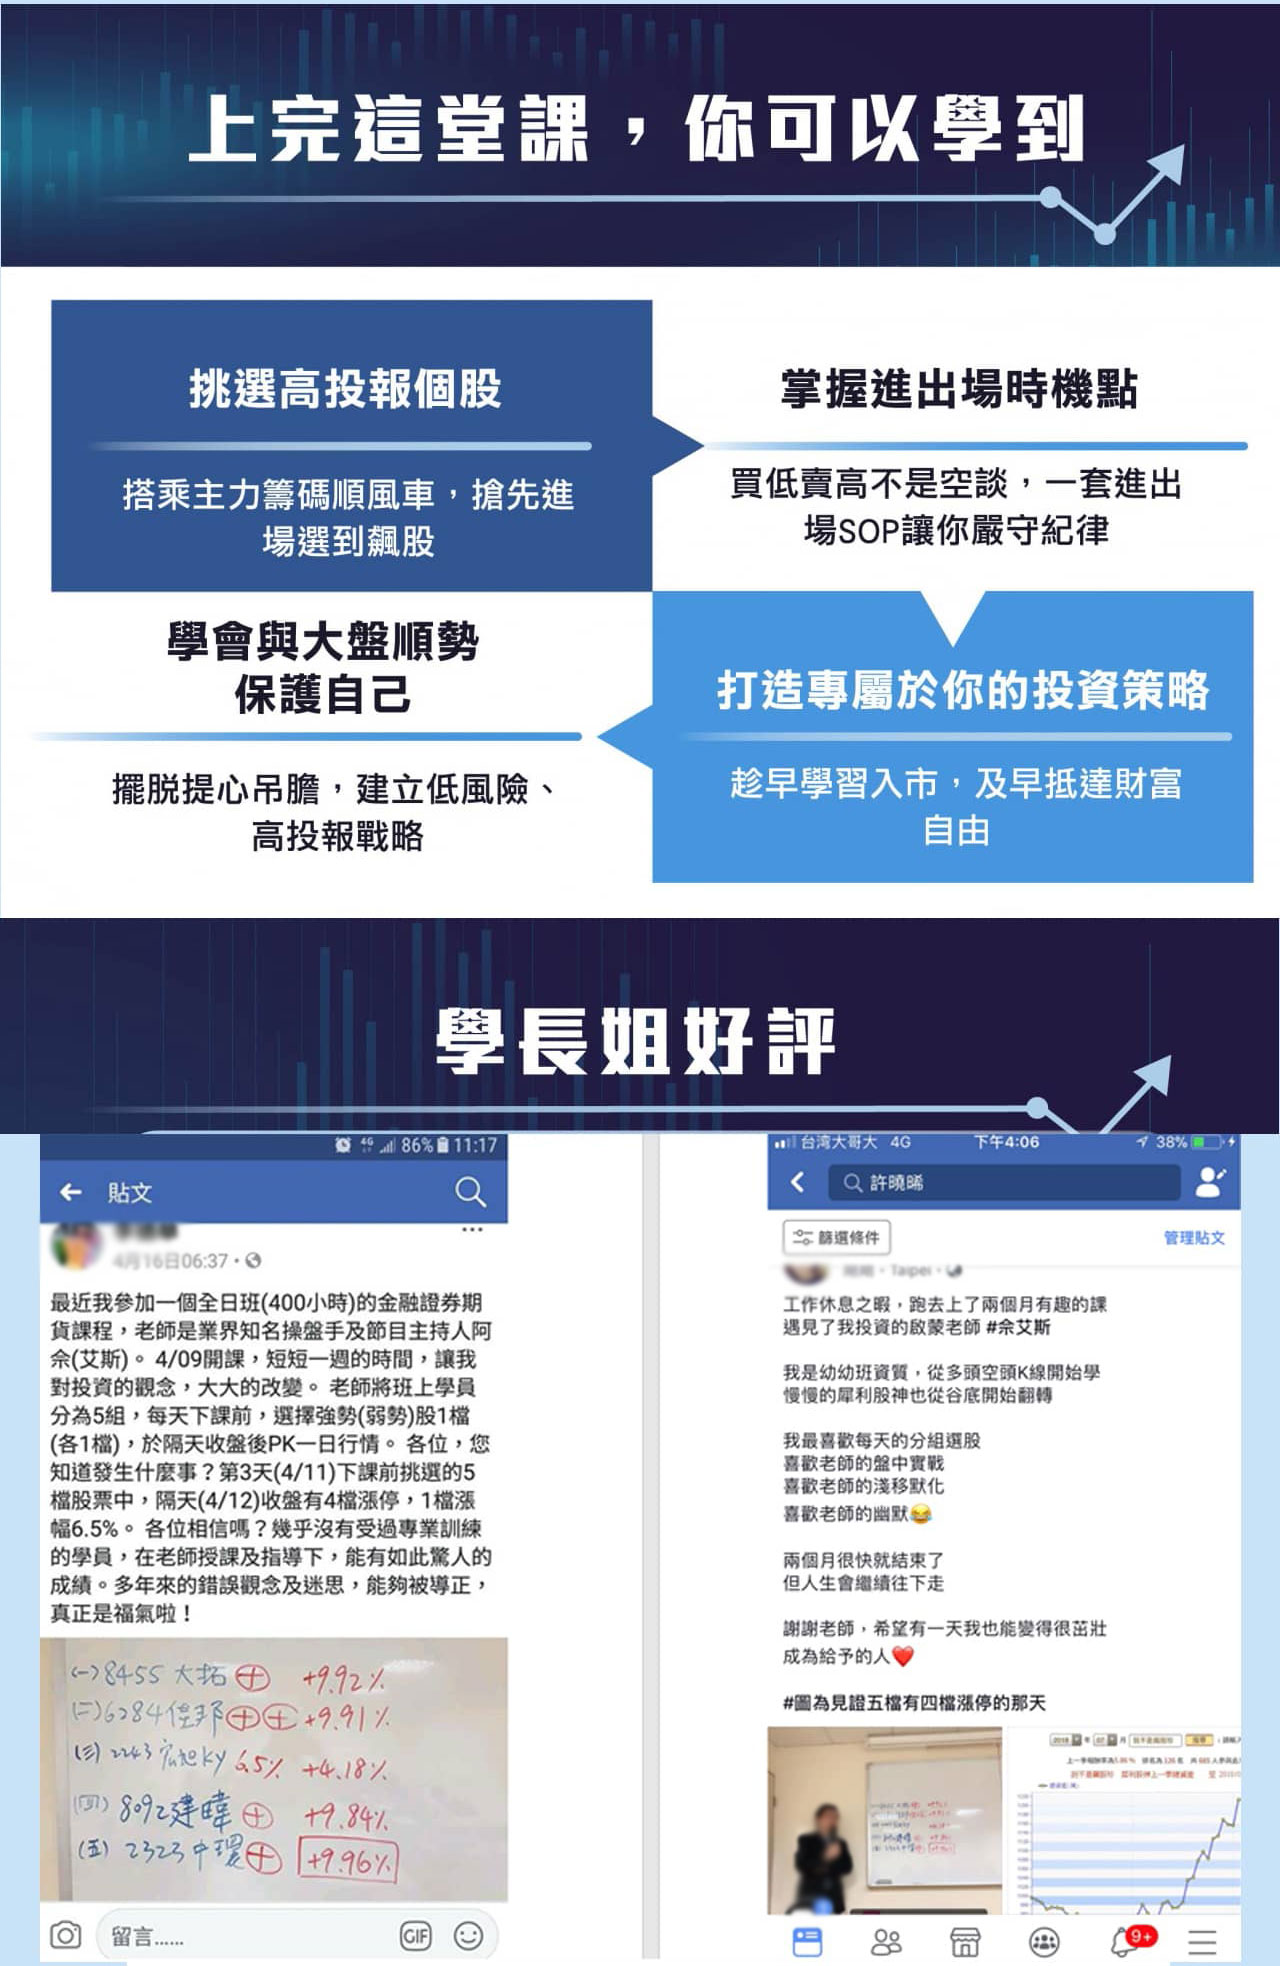 上完這堂課，你可以學到
挑選高投報個股
搭乘主力籌碼順風車，搶先進
場選到飆股
掌握進出場時機點
買低賣高不是空談，一套進出
場SOP讓你嚴守紀律
學會與大盤順勢
保護自己
擺脫提心吊膽，建立低風險、
高投報戰略
打造專屬於你的投資策略
趁早學習入市，及早抵達財富
自由
學長姐好評
4G 86% 11:17
貼文
4月16日06:37
最近我參加一個全日班(400小時)的金融證券期
貨課程，老師是業界知名操盤手及節目主持人阿
佘(艾斯)。 4/09開課，短短一週的時間，讓我
對投資的觀念，大大的改變。 老師將班上學員
分為5組，每天下課前，選擇強勢(弱勢)股1檔
(各1檔)，於隔天收盤後PK一日行情。 各位，您
知道發生什麼事？第3天(4/11)下課前挑選的5
檔股票中，隔天(4/12)收盤有4檔漲停，1檔漲
幅6.5%。 各位相信嗎？幾乎沒有受過專業訓練
的學員，在老師授課及指導下，能有如此驚人的
成績。多年來的錯誤觀念及迷思，能夠被導正，
真正是福氣啦！
(一)8455 大拓 ㊉ +9.92%
(二)6284佳邦㊉㊉+9.91%
(三)2243宏旭KY 6.5% +4.18%
(四) 8092建暐㊉ +9.84%
(五) 2323中環㊉ +9.96%
留言......
GIF
台湾大哥大 4G 下午4:06 38%
許曉晞
篩選條件
管理貼文
Taipei
工作休息之暇，跑去上了兩個月有趣的課
遇見了我投資的啟蒙老師 #佘艾斯
我是幼幼班資質，從多頭空頭K線開始學
慢慢的犀利股神也從谷底開始翻轉
我最喜歡每天的分組選股
喜歡老師的盤中實戰
喜歡老師的淺移默化
喜歡老師的幽默😂
兩個月很快就結束了
但人生會繼續往下走
謝謝老師，希望有一天我也能變得很茁壯
成為給予的人❤️
#圖為見證五檔有四檔漲停的那天
9+